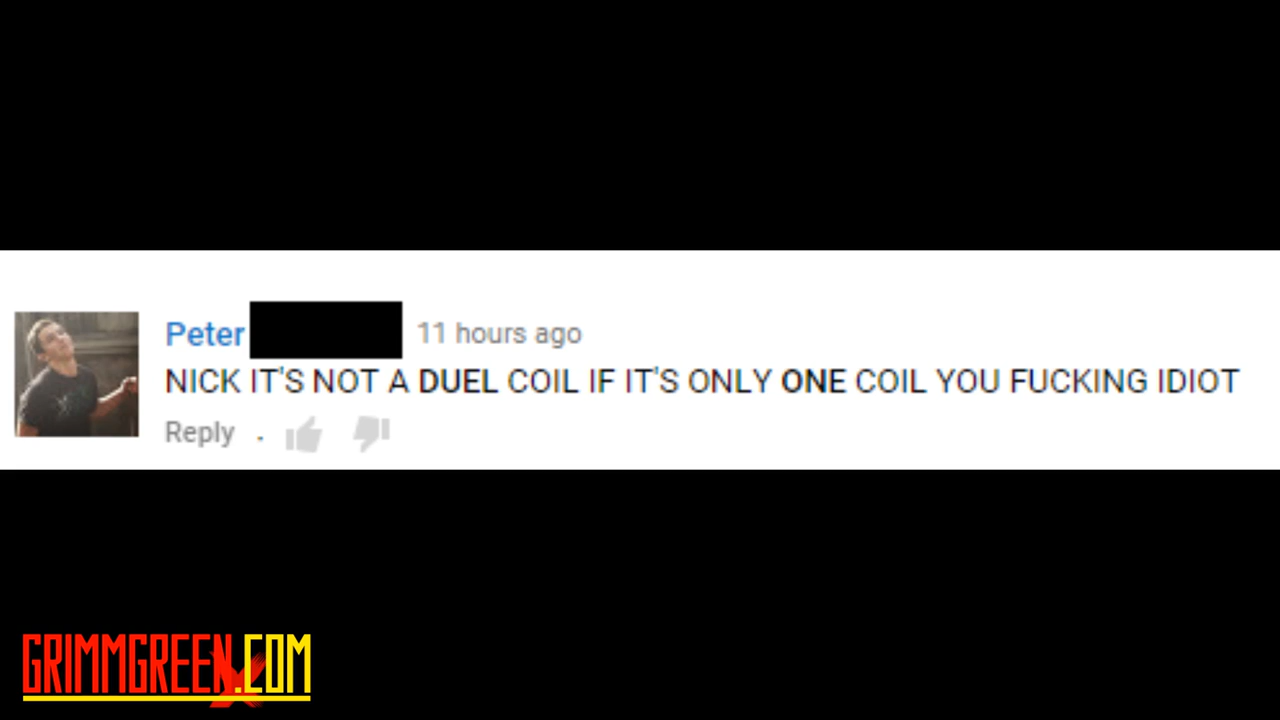 Peter 11 hours ago
NICK IT'S NOT A DUEL COIL IF IT'S ONLY ONE COIL YOU FUCKING IDIOT
Reply .
GRIMMGREEN.COM